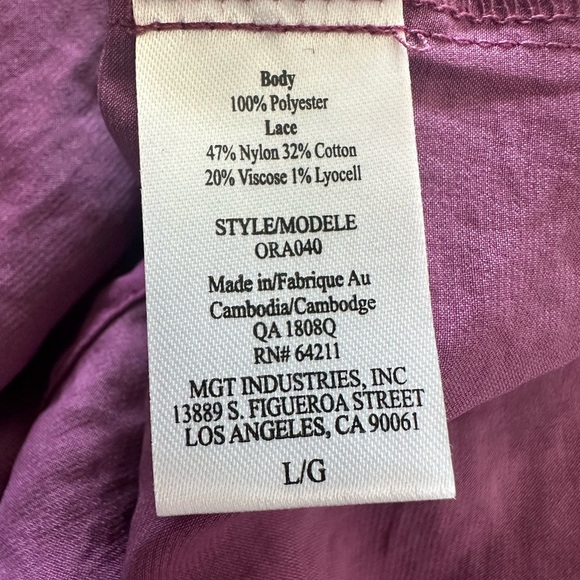 Body
100% Polyester
Lace
47% Nylon 32% Cotton
20% Viscose 1% Lyocell
STYLE/MODELE
ORA040
Made in/Fabrique Au
Cambodia/Cambodge
QA 1808Q
RN# 64211
MGT INDUSTRIES, INC
13889 S. FIGUEROA STREET
LOS ANGELES, CA 90061
L/G